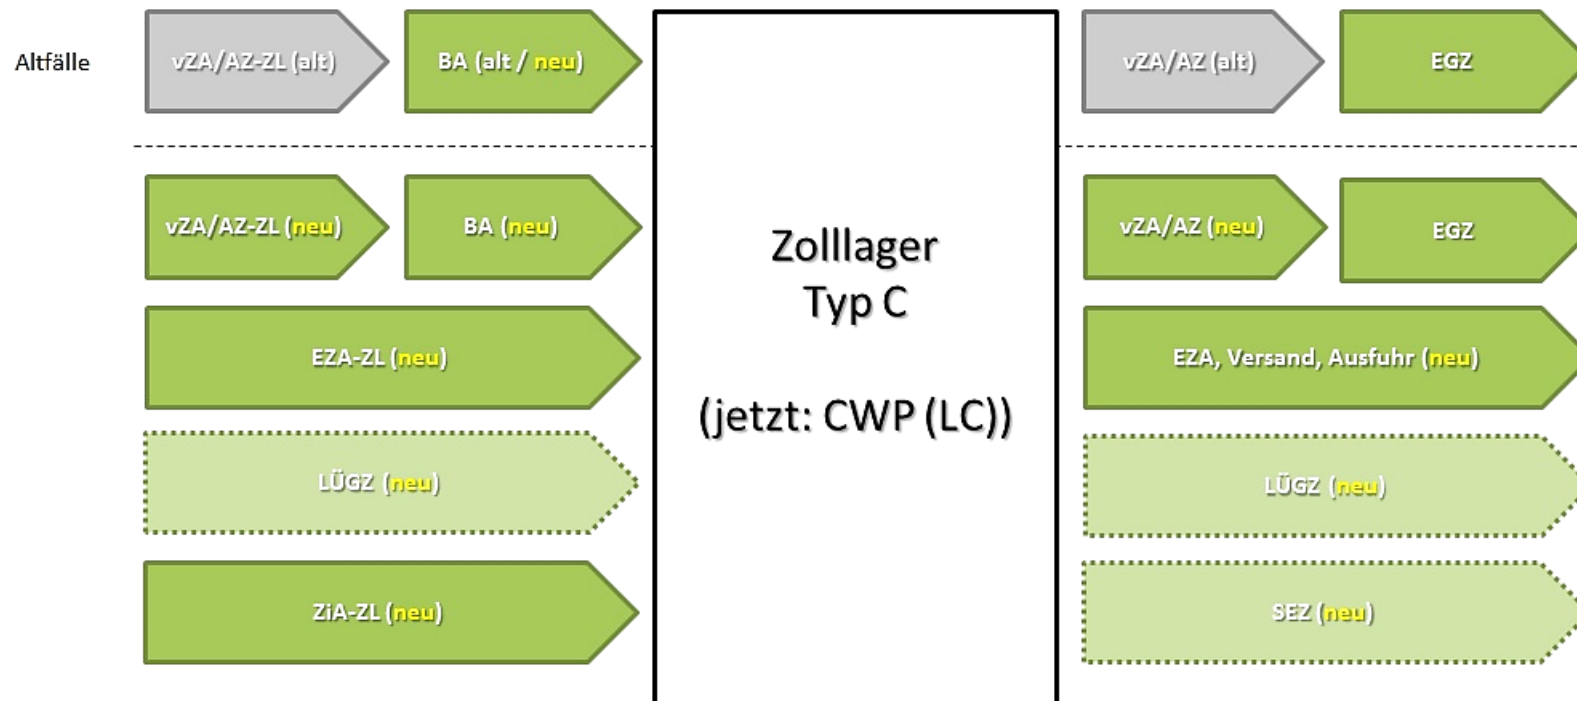 Altfälle
vZA/AZ-ZL (alt)
BA (alt / neu)
vZA/AZ (alt)
EGZ
vZA/AZ-ZL (neu)
BA (neu)
Zolllager
Typ C
(jetzt: CWP (LC))
vZA/AZ (neu)
EGZ
EZA-ZL (neu)
EZA, Versand, Ausfuhr (neu)
LÜGZ (neu)
LÜGZ (neu)
ZiA-ZL (neu)
SEZ (neu)